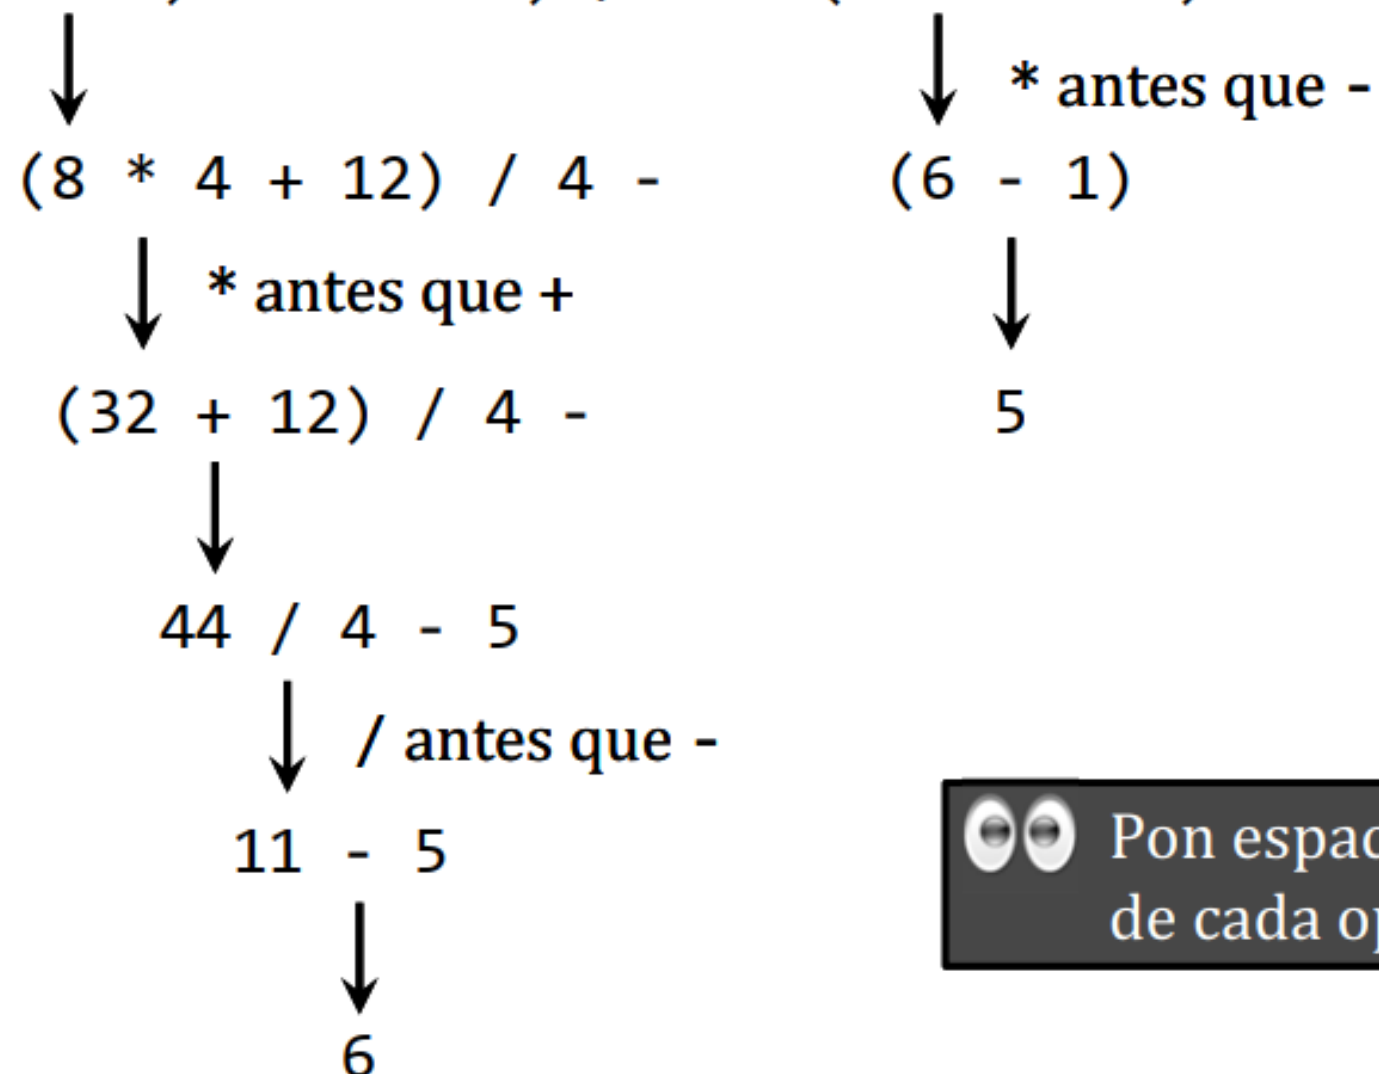 * antes que -
(8 * 4 + 12) / 4 -    (6 - 1)
* antes que +
(32 + 12) / 4 -    5
44 / 4 - 5
/ antes que -
11 - 5
Pon
de cada
6